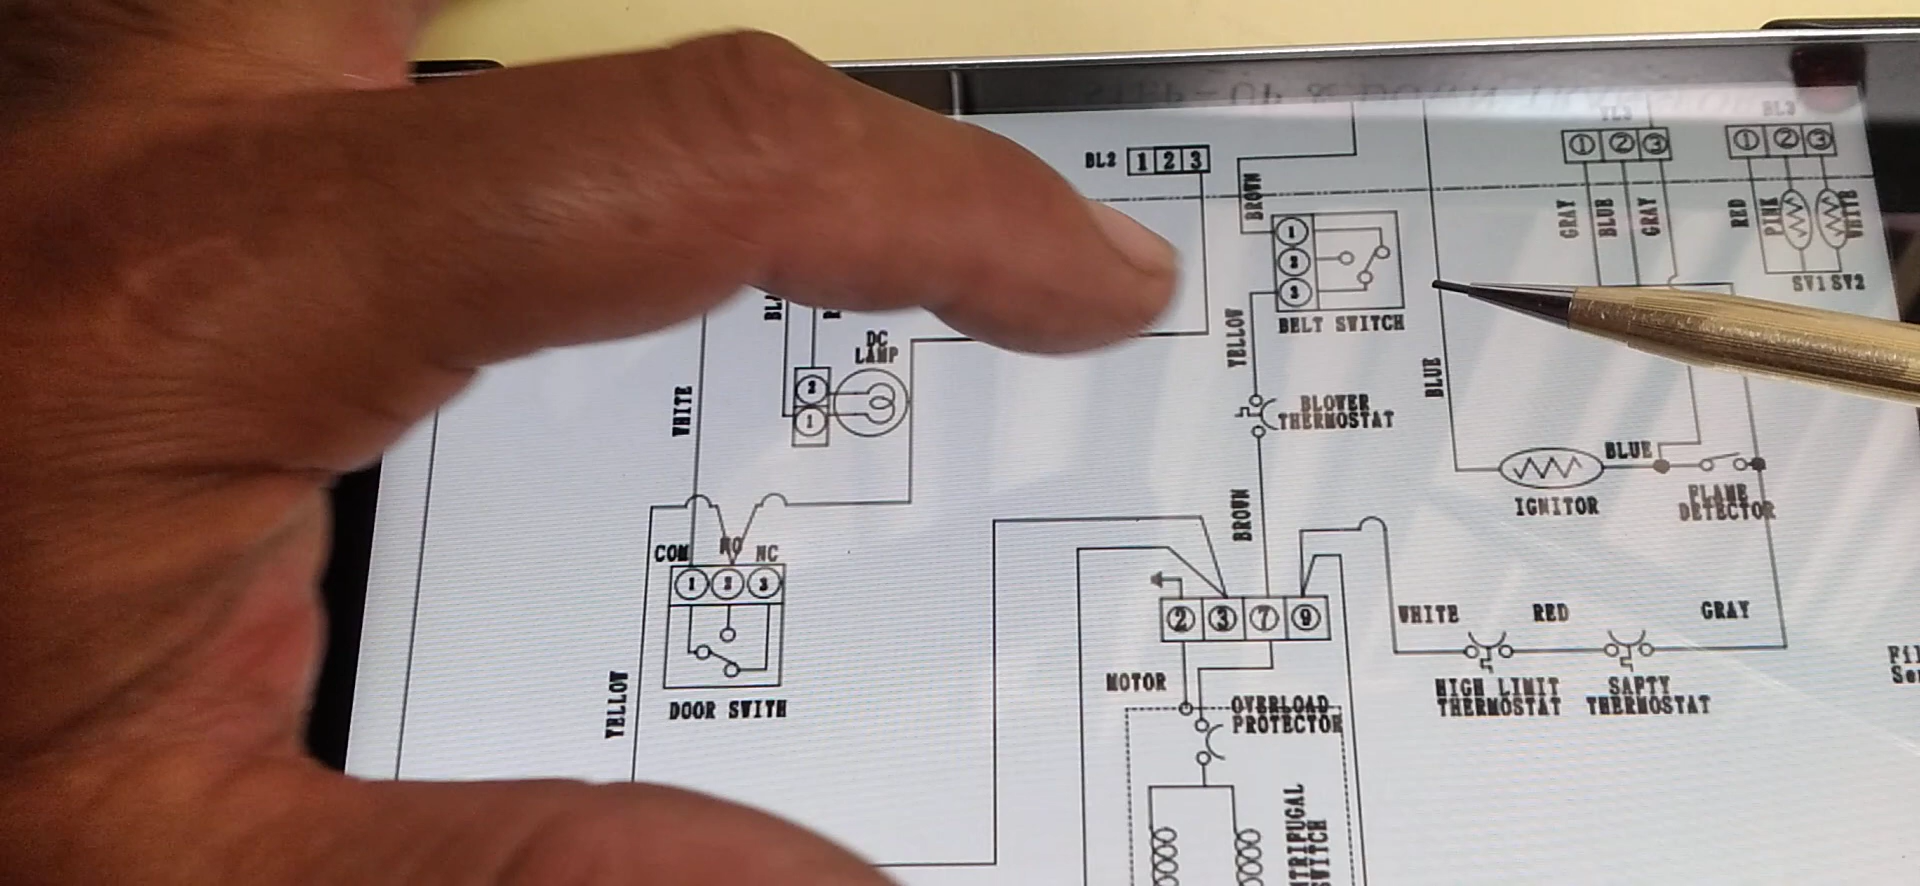 BL3
BL2 1 2 3
① ② ③
① ② ③
BROWN
GRAY
BLUE
GRAY
RED
PINK
WHITE
1
2
3
SV1 SV2
BELT SWITCH
YELLOW
DC
LAMP
2
1
WHITE
BLUE
BLOWER
THERMOSTAT
BLUE
IGNITOR
FLAME
DETECTOR
BROWN
COM NO NC
1 2 3
2 3 7 9
WHITE RED GRAY
MOTOR
HIGH LIMIT
THERMOSTAT
SAFTY
THERMOSTAT
YELLOW
DOOR SWITH
OVERLOAD
PROTECTOR